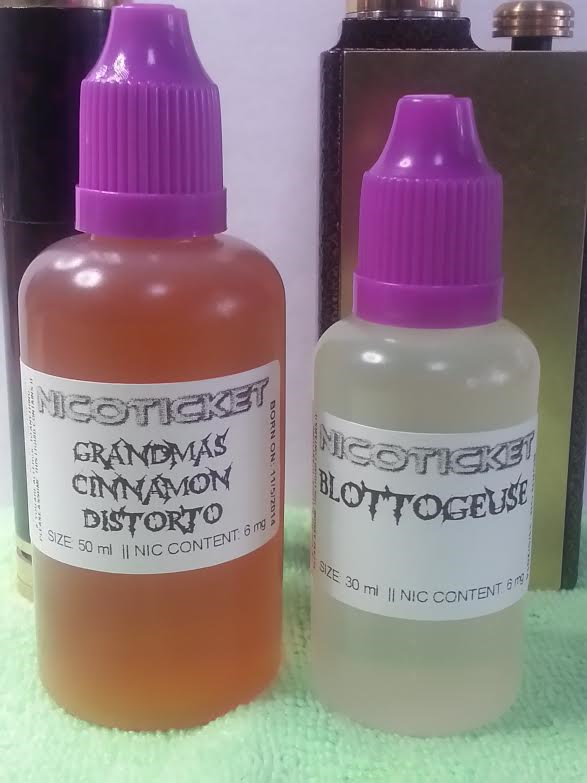 NICOTICKET
GRANDMAS
CINNAMON
DISTORTO
SIZE: 50 ml || NIC CONTENT: 6 mg
BORN ON: 11/5/2014
NICOTICKET
BLOTTOGEUSE
SIZE: 30 ml || NIC CONTENT: 6 mg